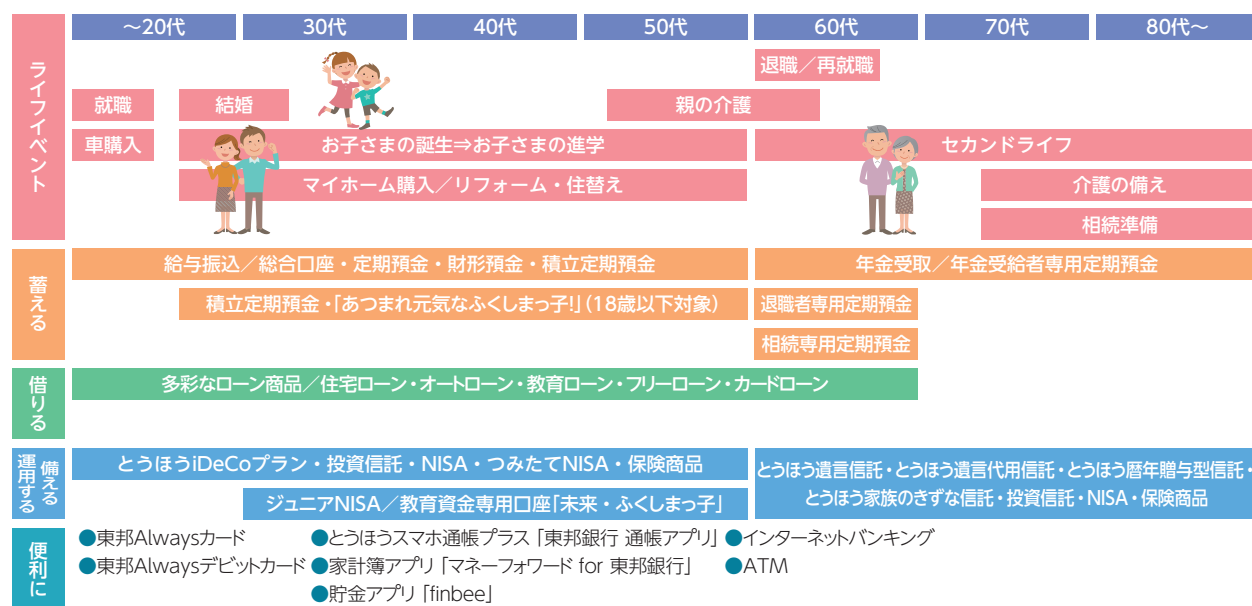 ～20代
30代
40代
50代
60代
70代
80代～
ライフイベント
退職／再就職
就職
結婚
親の介護
車購入
お子さまの誕生⇒お子さまの進学
セカンドライフ
マイホーム購入／リフォーム・住替え
介護の備え
相続準備
蓄える
給与振込／総合口座・定期預金・財形預金・積立定期預金
年金受取／年金受給者専用定期預金
積立定期預金・「あつまれ元気なふくしまっ子!」（18歳以下対象）
退職者専用定期預金
相続専用定期預金
借りる
多彩なローン商品／住宅ローン・オートローン・教育ローン・フリーローン・カードローン
備える
運用する
とうほうiDeCoプラン・投資信託・NISA・つみたてNISA・保険商品
ジュニアNISA／教育資金専用口座「未来・ふくしまっ子」
とうほう遺言信託・とうほう遺言代用信託・とうほう暦年贈与型信託・
とうほう家族のきずな信託・投資信託・NISA・保険商品
便利に
●東邦Alwaysカード
●東邦Alwaysデビットカード
●とうほうスマホ通帳プラス「東邦銀行 通帳アプリ」
●家計簿アプリ「マネーフォワード for 東邦銀行」
●貯金アプリ「finbee」
●インターネットバンキング
●ATM